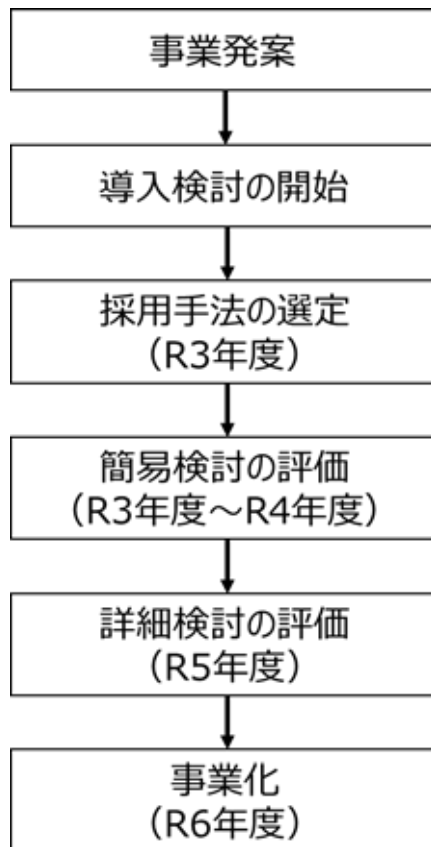 事業発案
導入検討の開始
採用手法の選定
（R3年度）
簡易検討の評価
（R3年度～R4年度）
詳細検討の評価
（R5年度）
事業化
（R6年度）